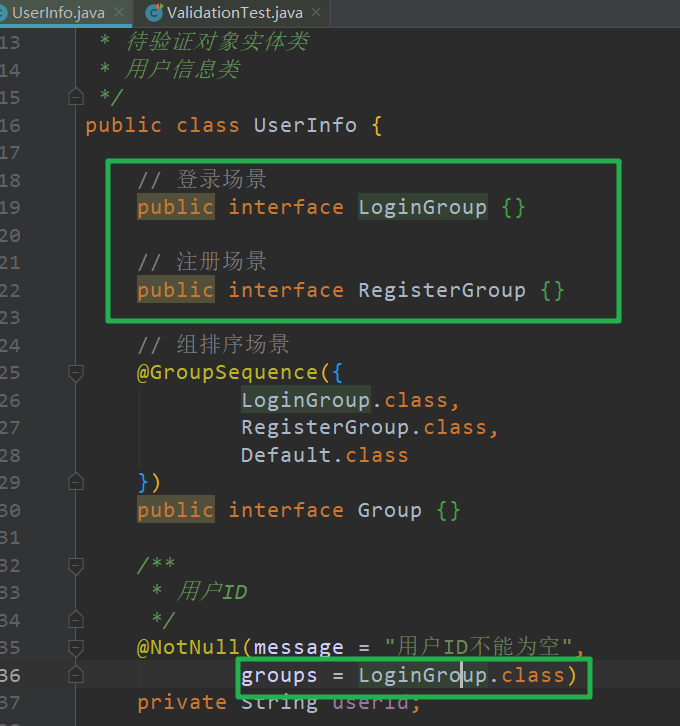 UserInfo.java × ValidationTest.java ×
13 * 待验证对象实体类
14 * 用户信息类
15 */
16 public class UserInfo {
17
18 // 登录场景
19 public interface LoginGroup {}
20
21 // 注册场景
22 public interface RegisterGroup {}
23
24 // 组排序场景
25 @GroupSequence({
26 LoginGroup.class,
27 RegisterGroup.class,
28 Default.class
29 })
30 public interface Group {}
31
32 /**
33 * 用户ID
34 */
35 @NotNull(message = "用户ID不能为空",
36 groups = LoginGroup.class)
37 private String userId;